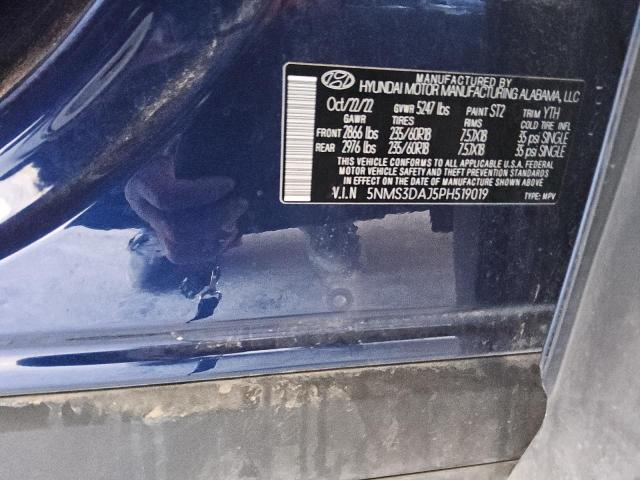 MANUFACTURED BY
HYUNDAI MOTOR MANUFACTURING ALABAMA, LLC
Oct/22/22 GVWR 5247 lbs PAINT ST2 TRIM YTH
GAWR TIRES RIMS COLD TIRE INFL
FRONT 2866 lbs 235/60R18 7.5JX18 35 psi SINGLE
REAR 2976 lbs 235/60R18 7.5JX18 35 psi SINGLE
THIS VEHICLE CONFORMS TO ALL APPLICABLE U.S.A. FEDERAL
MOTOR VEHICLE SAFETY AND THEFT PREVENTION STANDARDS
IN EFFECT ON THE DATE OF MANUFACTURE SHOWN ABOVE.
V.I.N 5NMS3DAJ5PH519019 TYPE: MPV